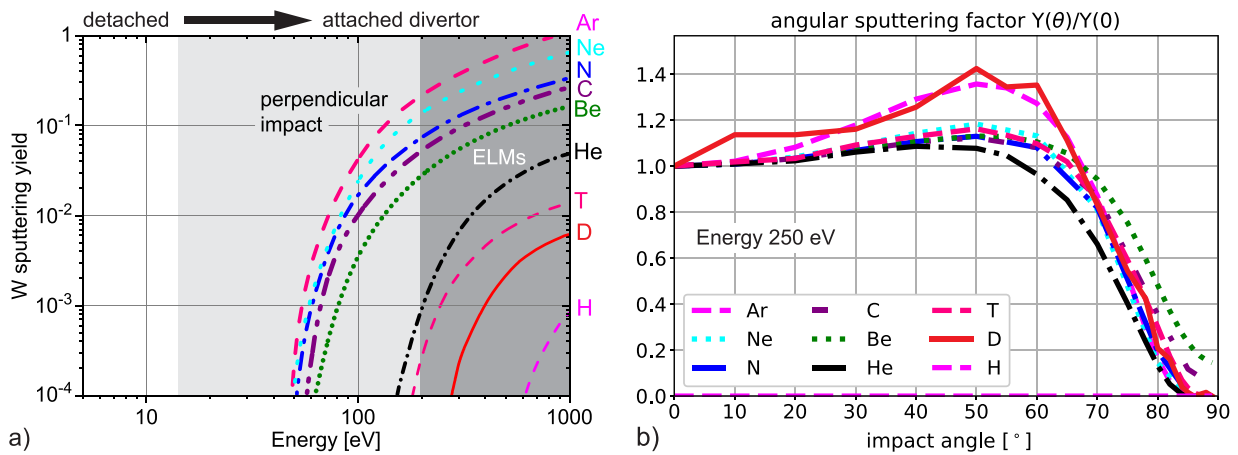 detached attached divertor
W sputtering yield
1
10⁻¹
10⁻²
10⁻³
10⁻⁴
perpendicular
impact
ELMs
Ar
Ne
N
C
Be
He
T
D
H
10 100 1000
a) Energy [eV]
angular sputtering factor Y(θ)/Y(0)
1.4
1.2
1.0
0.8
0.6
0.4
0.2
0.0
Energy 250 eV
Ar C T
Ne Be D
N He H
0 10 20 30 40 50 60 70 80 90
b) impact angle [°]